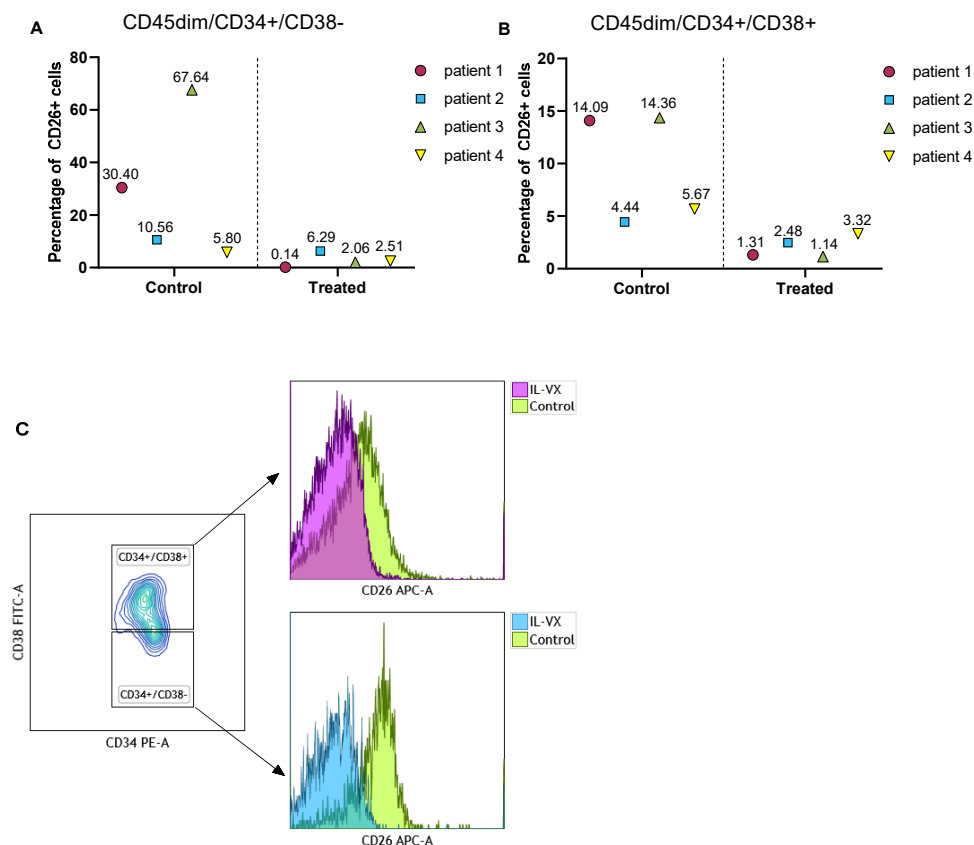 A
CD45dim/CD34+/CD38-
Percentage of CD26+ cells
80
60
40
20
0
30.40
10.56
67.64
5.80
0.14
6.29
2.06
2.51
Control
Treated
patient 1
patient 2
patient 3
patient 4
B
CD45dim/CD34+/CD38+
Percentage of CD26+ cells
20
15
10
5
0
14.09
4.44
14.36
5.67
1.31
2.48
1.14
3.32
Control
Treated
patient 1
patient 2
patient 3
patient 4
C
CD38 FITC-A
CD34+/CD38+
CD34+/CD38-
CD34 PE-A
IL-VX
Control
CD26 APC-A
IL-VX
Control
CD26 APC-A